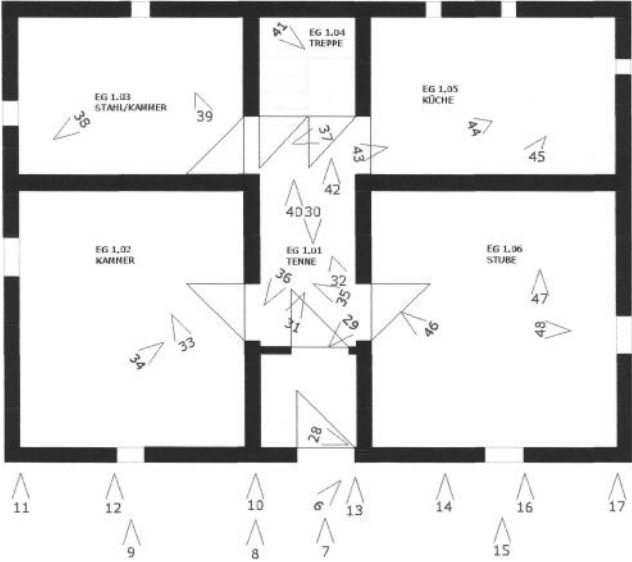 41
EG 1.04
TREPPE
EG 1.03
STAHL/KAMMER
EG 1.05
KÜCHE
38
39
37
43
44
45
42
40 30
EG 1.02
KAMMER
EG 1.01
TENNE
EG 1.06
STUBE
36
32
35
47
31
29
46
48
34
33
28
11
12
10
6
13
14
16
17
9
8
7
15